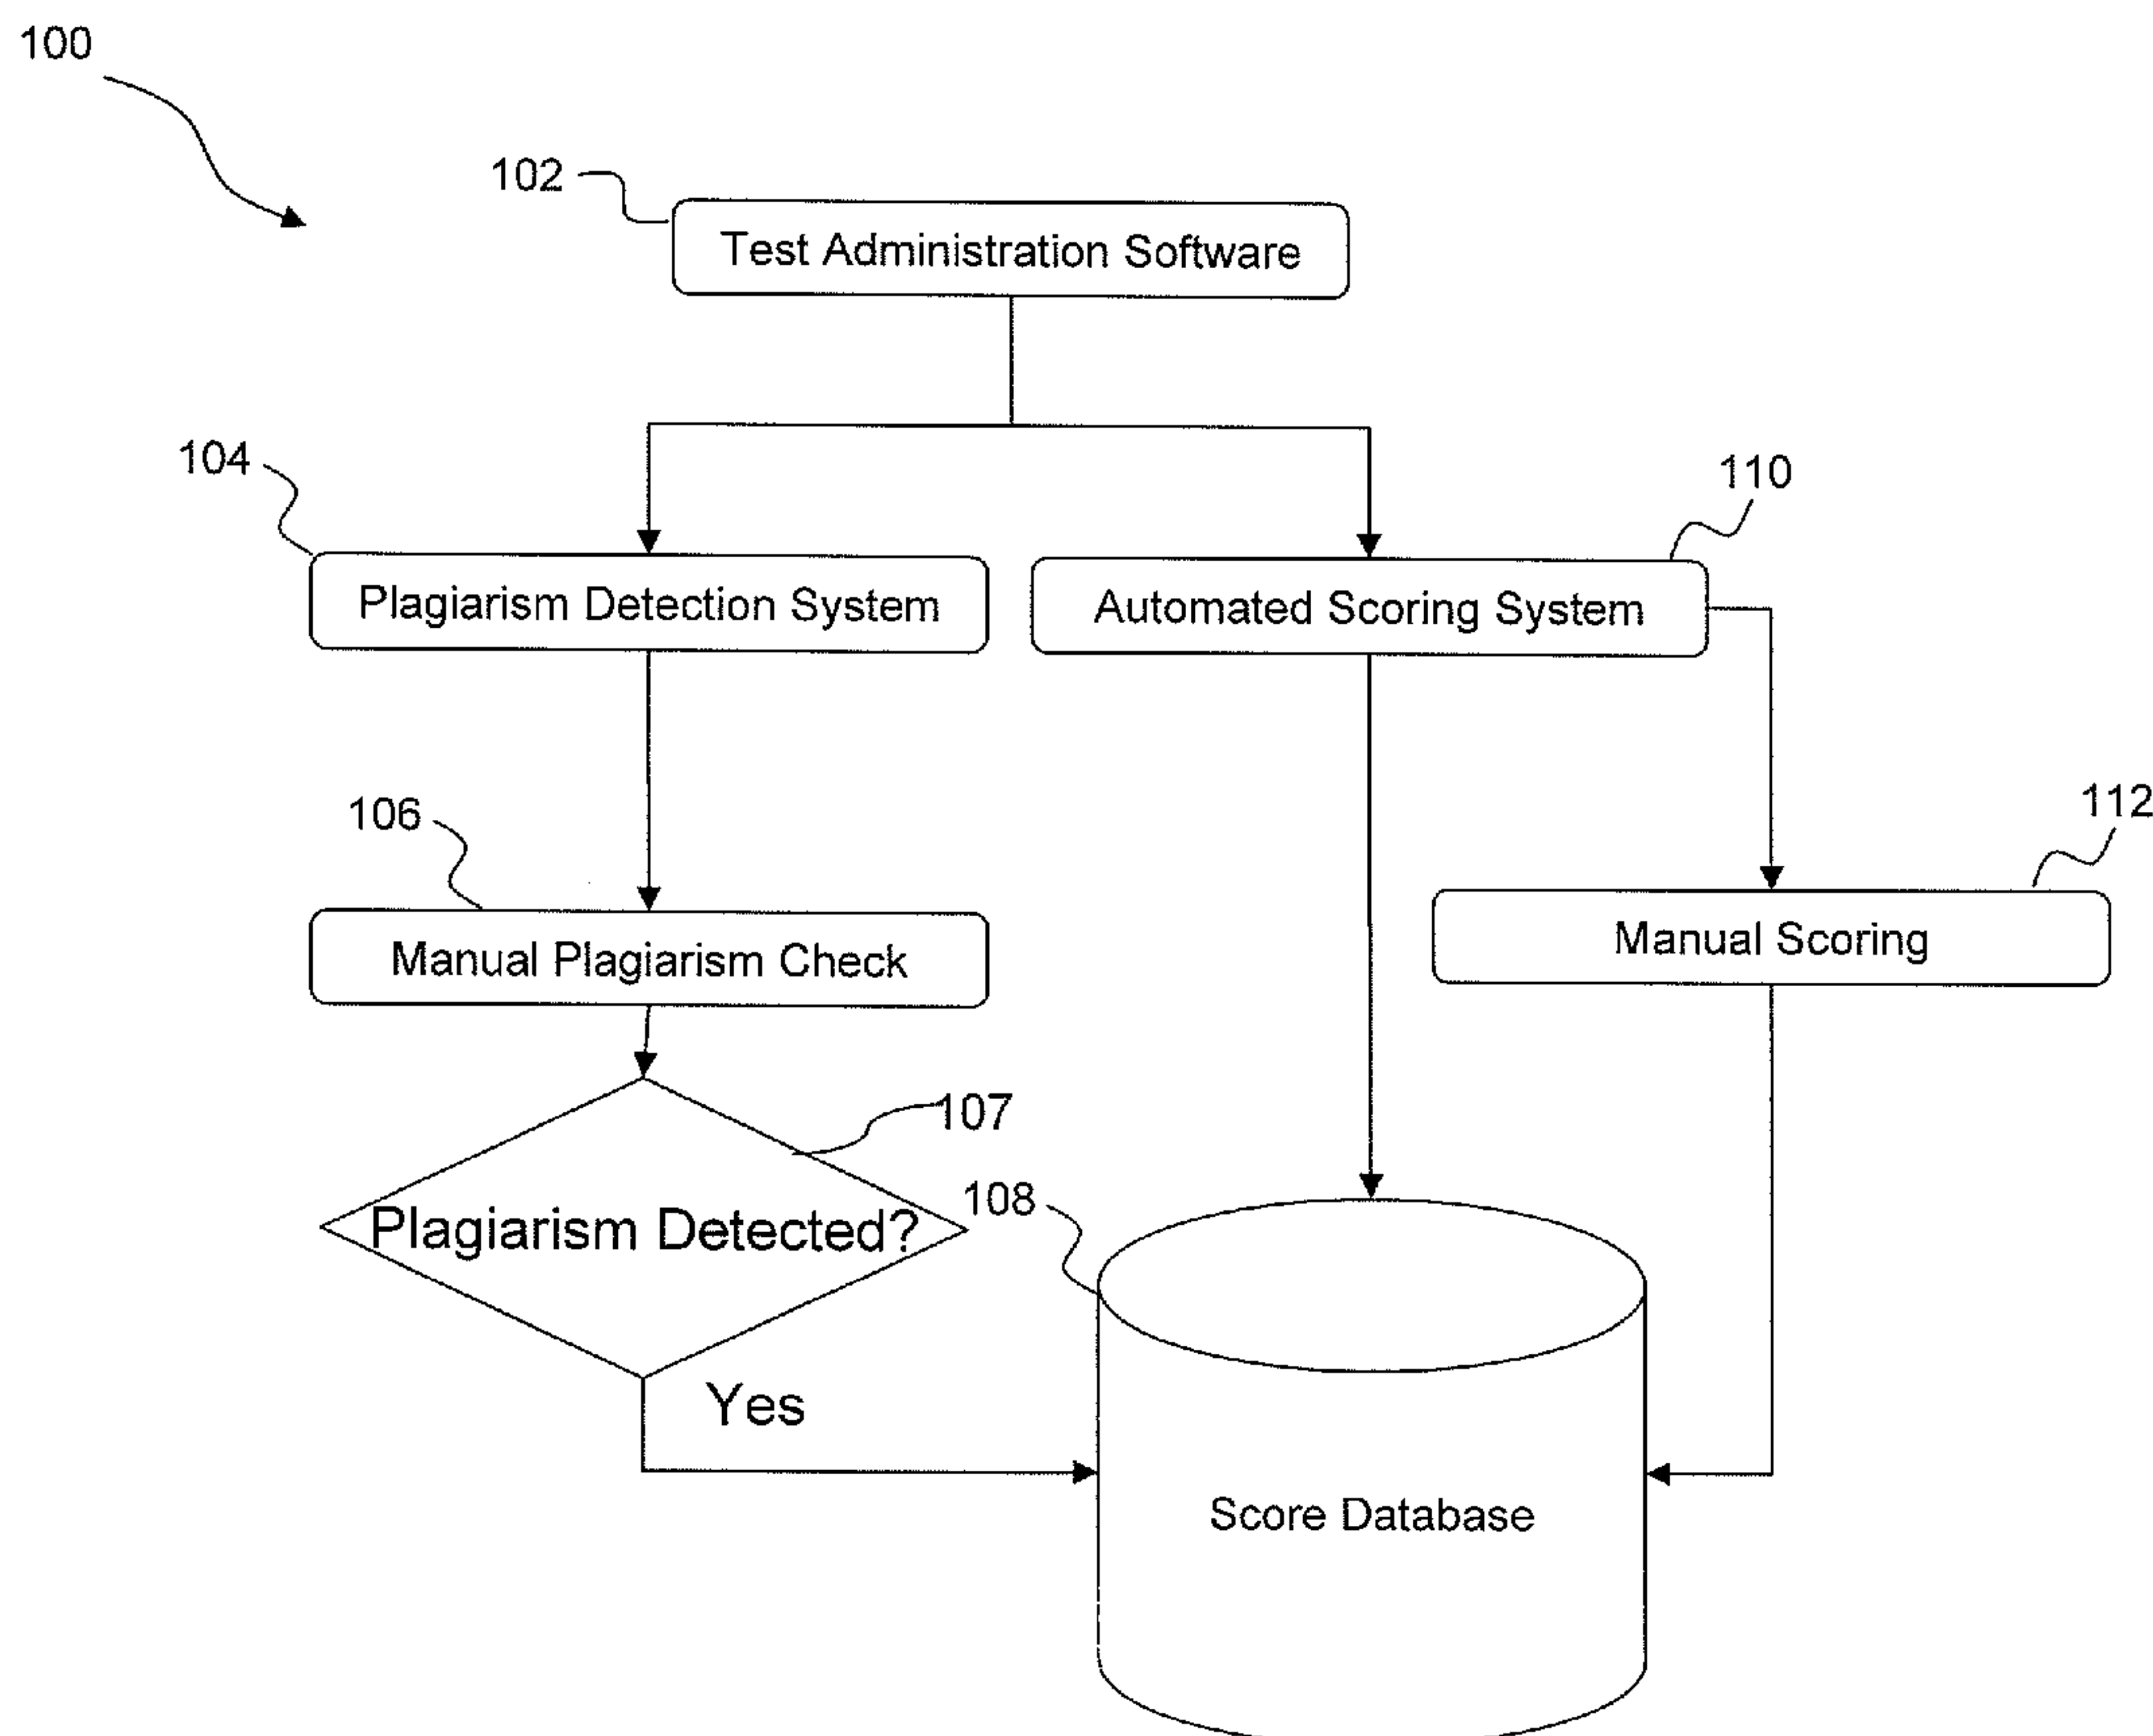 100
102
Test Administration Software
104
110
Plagiarism Detection System
Automated Scoring System
106
112
Manual Scoring
Manual Plagiarism Check
107
108
Plagiarism Detected?
Yes
Score Database